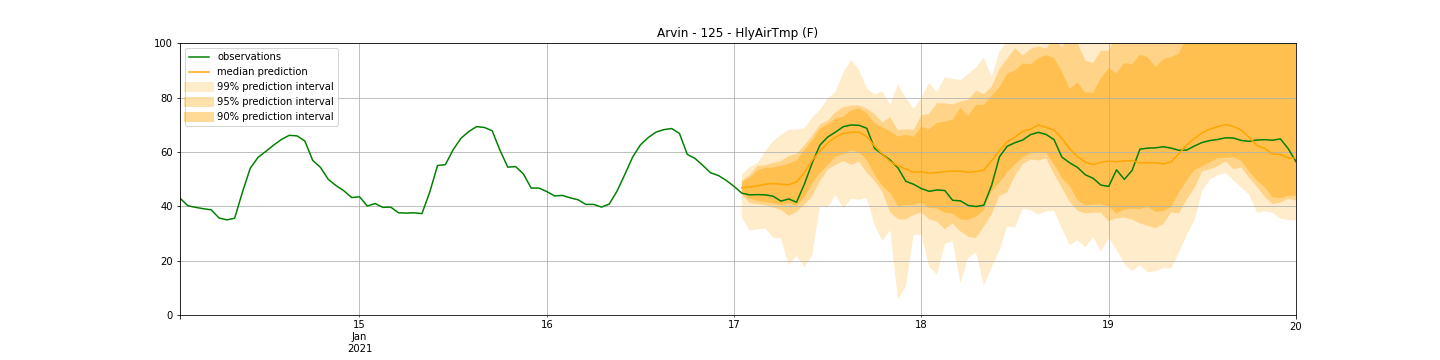 Arvin - 125 - HlyAirTmp (F)
100
80
60
40
20
0
observations
median prediction
99% prediction interval
95% prediction interval
90% prediction interval
15
Jan
2021
16
17
18
19
20